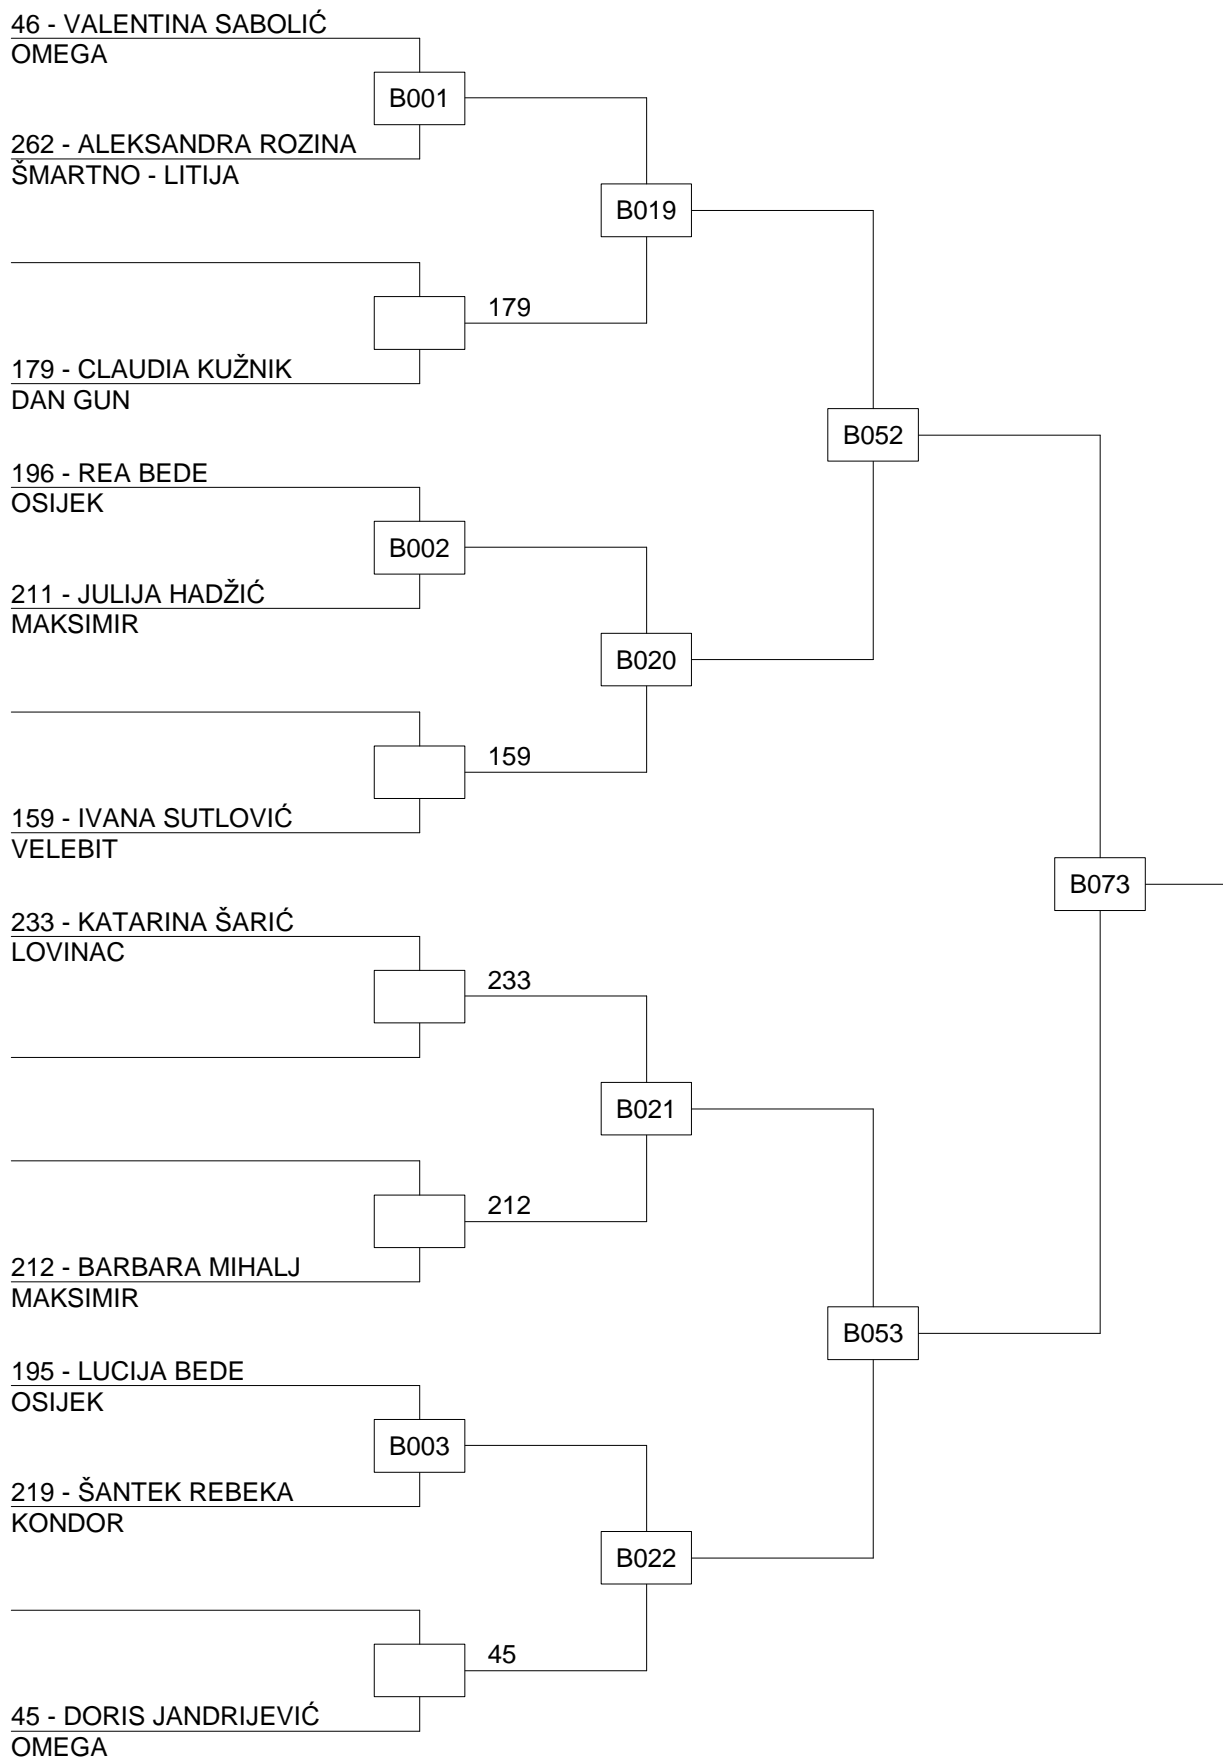 46 - VALENTINA SABOLIĆ
OMEGA
B001
262 - ALEKSANDRA ROZINA
ŠMARTNO - LITIJA
B019
179
179 - CLAUDIA KUŽNIK
DAN GUN
B052
196 - REA BEDE
OSIJEK
B002
211 - JULIJA HADŽIĆ
MAKSIMIR
B020
159
159 - IVANA SUTLOVIĆ
VELEBIT
B073
233 - KATARINA ŠARIĆ
LOVINAC
233
B021
212
212 - BARBARA MIHALJ
MAKSIMIR
B053
195 - LUCIJA BEDE
OSIJEK
B003
219 - ŠANTEK REBEKA
KONDOR
B022
45
45 - DORIS JANDRIJEVIĆ
OMEGA